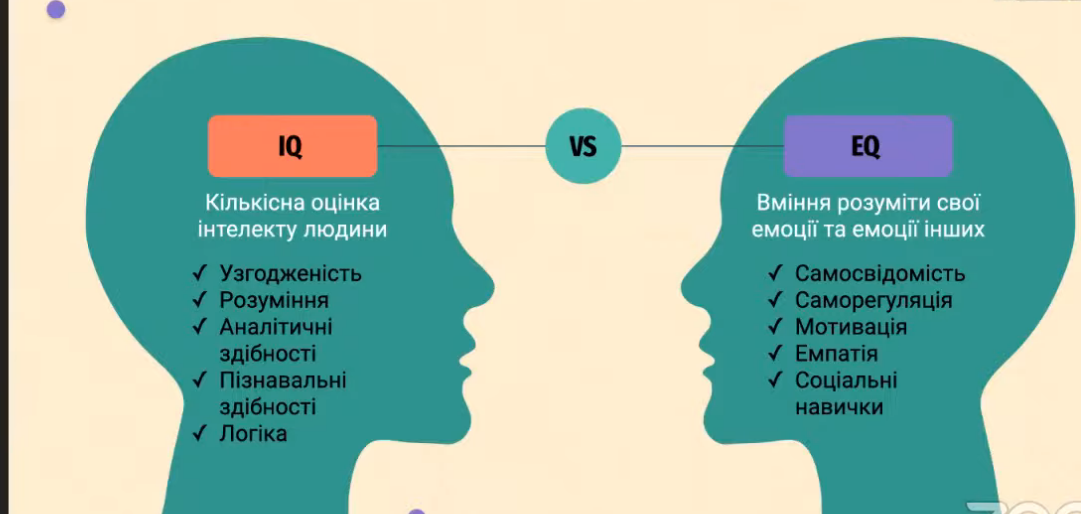 IQ
VS
EQ
Кількісна оцінка
інтелекту людини
✓ Узгодженість
✓ Розуміння
✓ Аналітичні
здібності
✓ Пізнавальні
здібності
✓ Логіка
Вміння розуміти свої
емоції та емоції інших
✓ Самосвідомість
✓ Саморегуляція
✓ Мотивація
✓ Емпатія
✓ Соціальні
навички